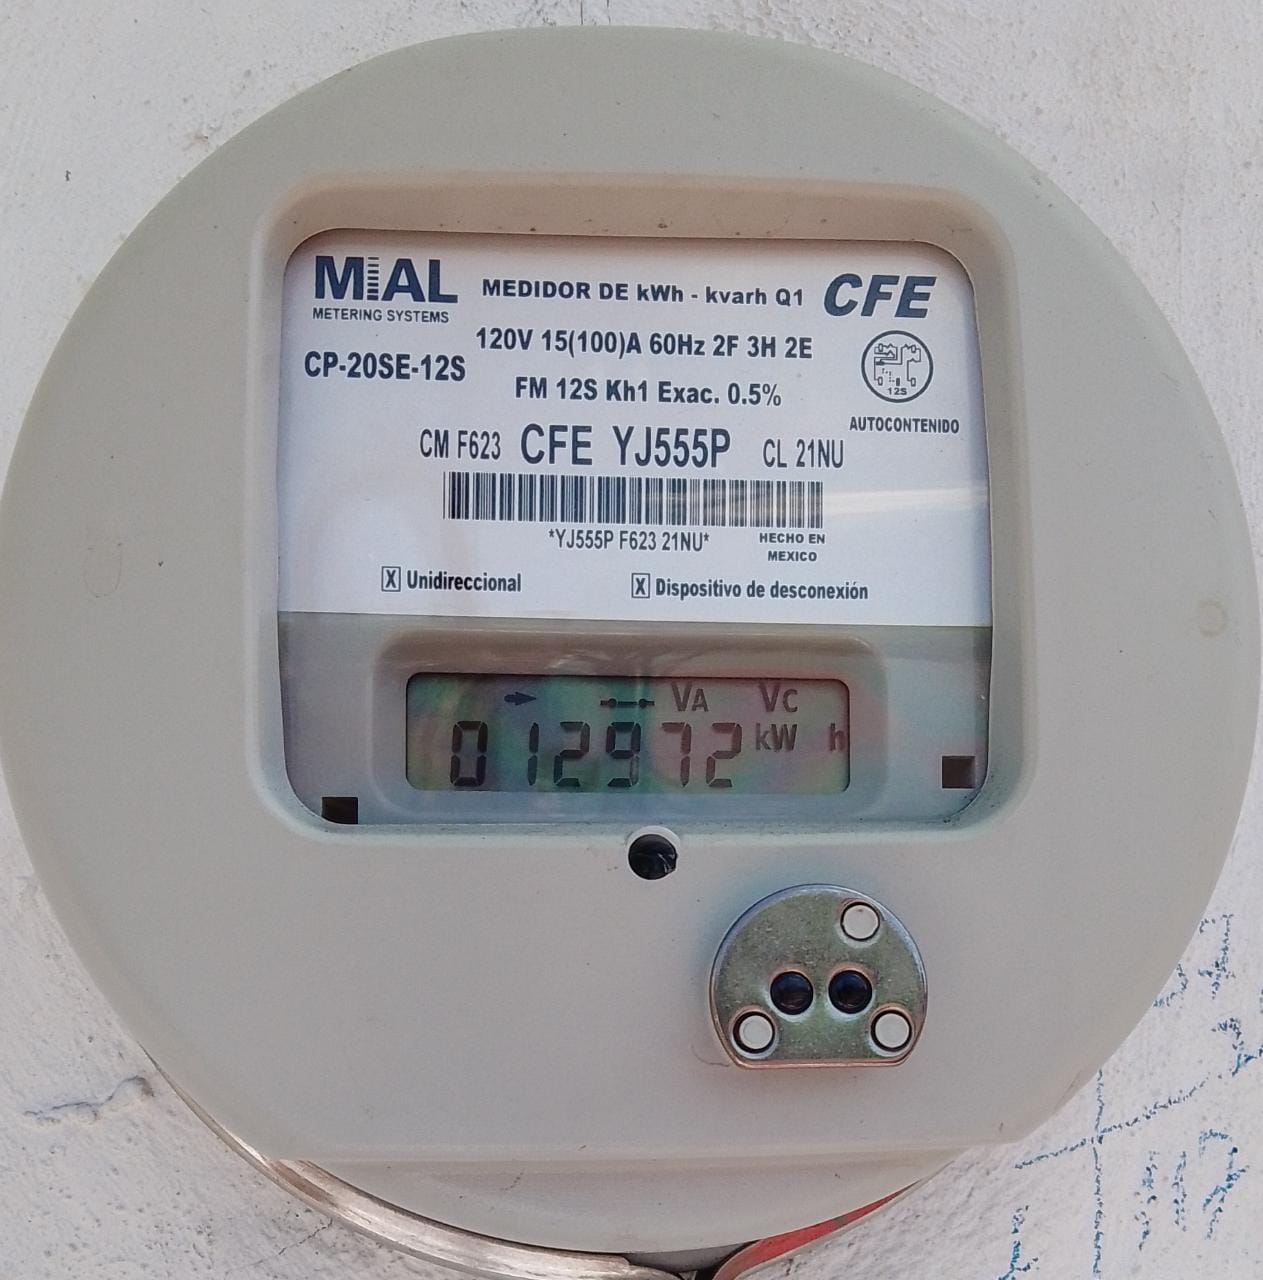 MIAL
METERING SYSTEMS
MEDIDOR DE kWh - kvarh Q1
CFE
120V 15(100)A 60Hz 2F 3H 2E
CP-20SE-12S
FM 12S Kh1 Exac. 0.5%
12S
AUTOCONTENIDO
CM F623 CFE YJ555P CL 21NU
*YJ555P F623 21NU*
HECHO EN
MEXICO
X Unidireccional
X Dispositivo de desconexión
VA VC
012972 kW h